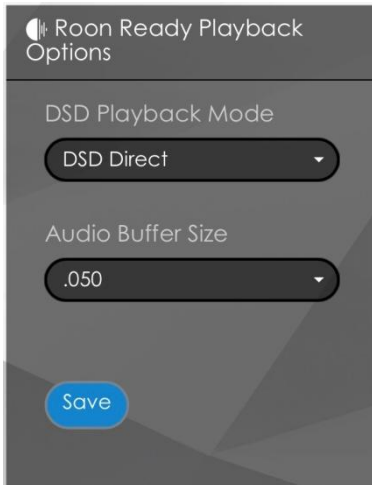 Roon Ready Playback
Options
DSD Playback Mode
DSD Direct
Audio Buffer Size
.050
Save